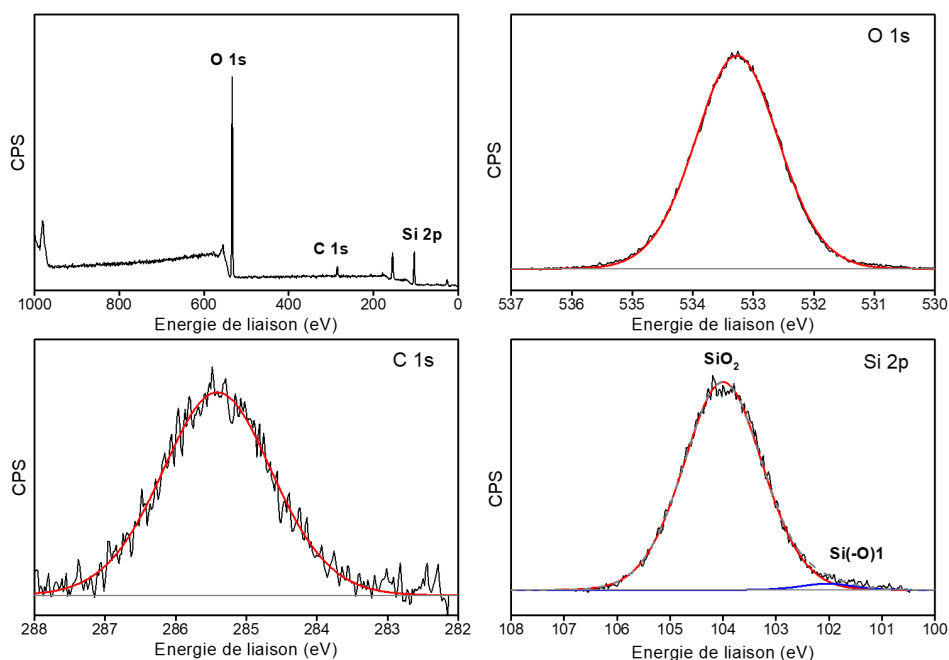 O 1s
C 1s
Si 2p
CPS
1000
800
600
400
200
0
Energie de liaison (eV)
O 1s
CPS
537
536
535
534
533
532
531
530
Energie de liaison (eV)
C 1s
CPS
288
287
286
285
284
283
282
Energie de liaison (eV)
SiO₂
Si 2p
Si(-O)1
CPS
108
107
106
105
104
103
102
101
100
Energie de liaison (eV)